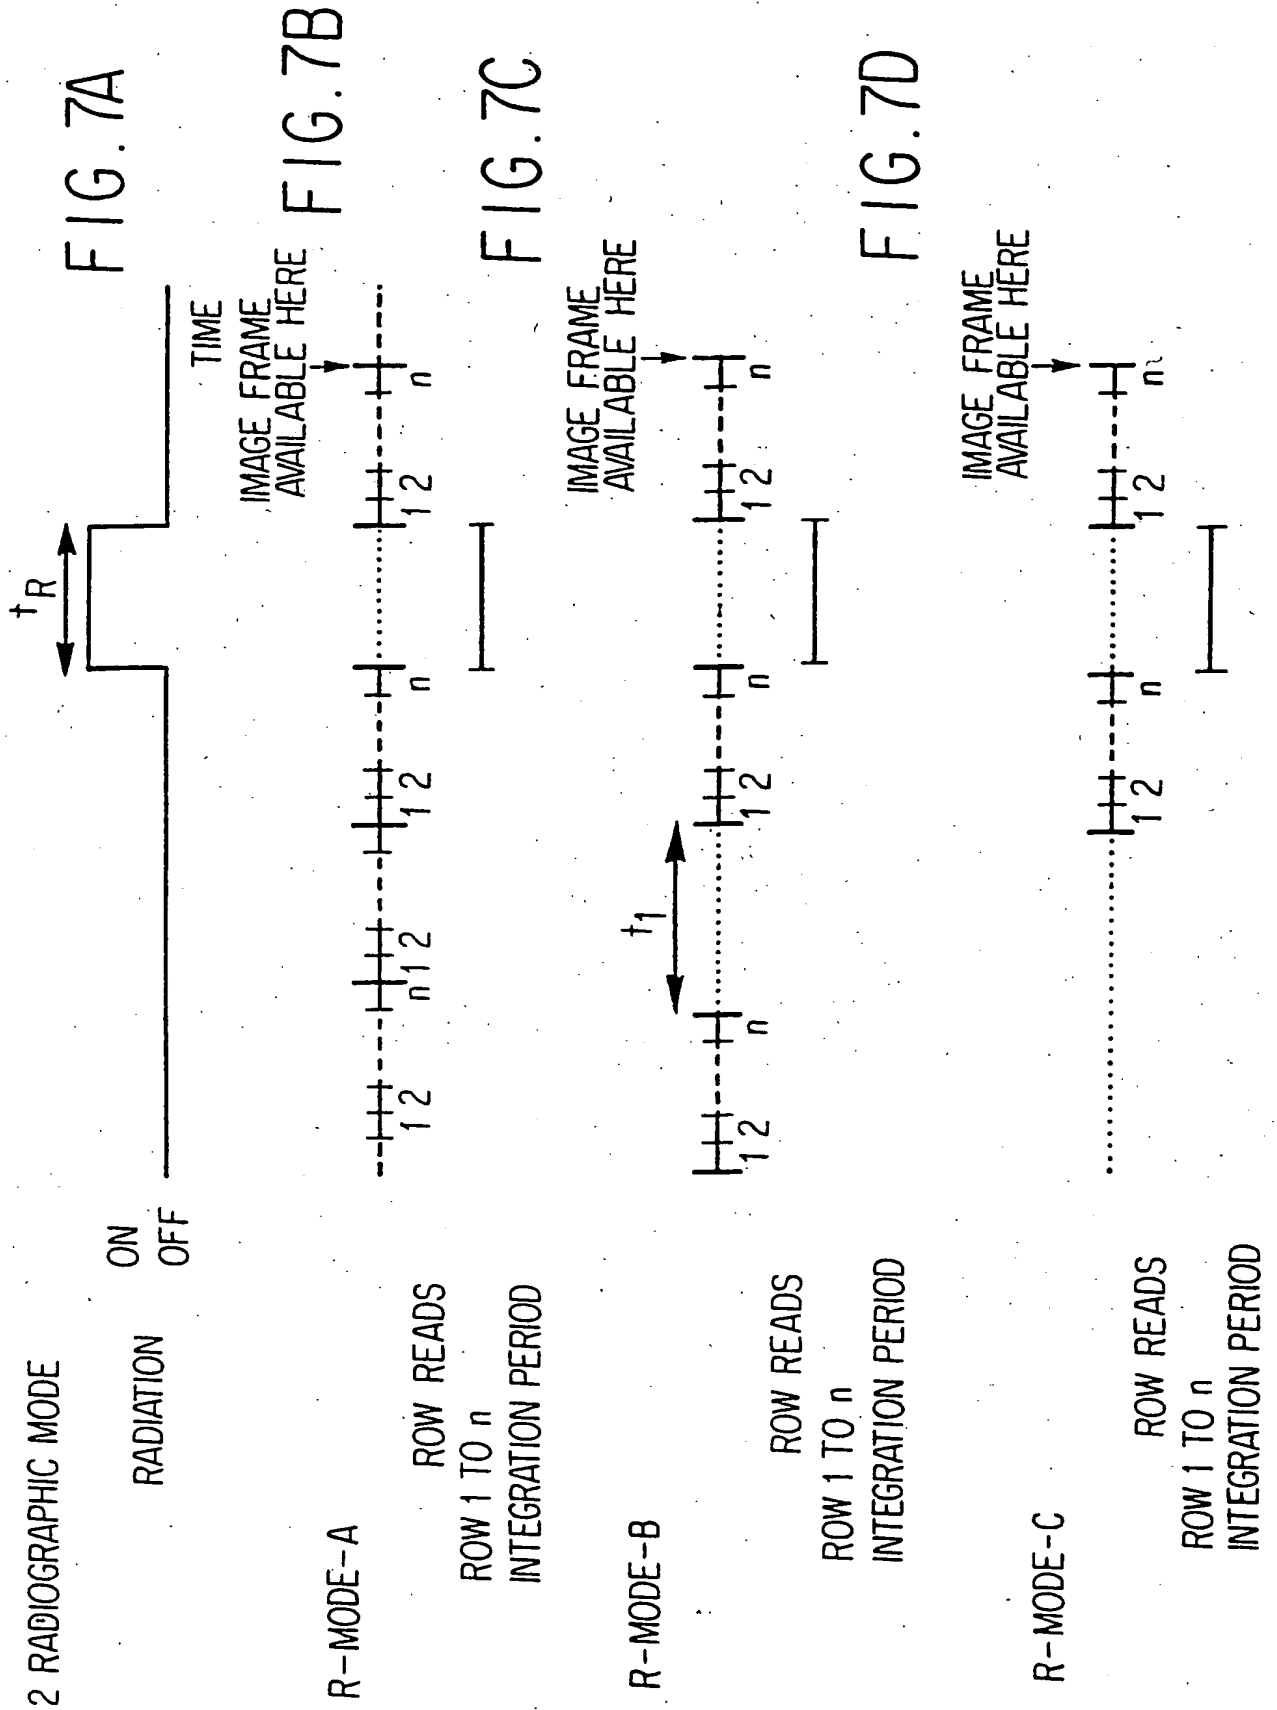 2 RADIOGRAPHIC MODE
FIG. 7A
RADIATION
ON
OFF
tR
TIME
R-MODE-A
FIG. 7B
IMAGE FRAME
AVAILABLE HERE
ROW READS
1 2 n 1 2 1 2 n 1 2 n
ROW 1 TO n
INTEGRATION PERIOD
FIG. 7C
R-MODE-B
IMAGE FRAME
AVAILABLE HERE
t1
ROW READS
1 2 n 1 2 n 1 2 n
ROW 1 TO n
INTEGRATION PERIOD
FIG. 7D
R-MODE-C
IMAGE FRAME
AVAILABLE HERE
ROW READS
1 2 n 1 2 n
ROW 1 TO n
INTEGRATION PERIOD